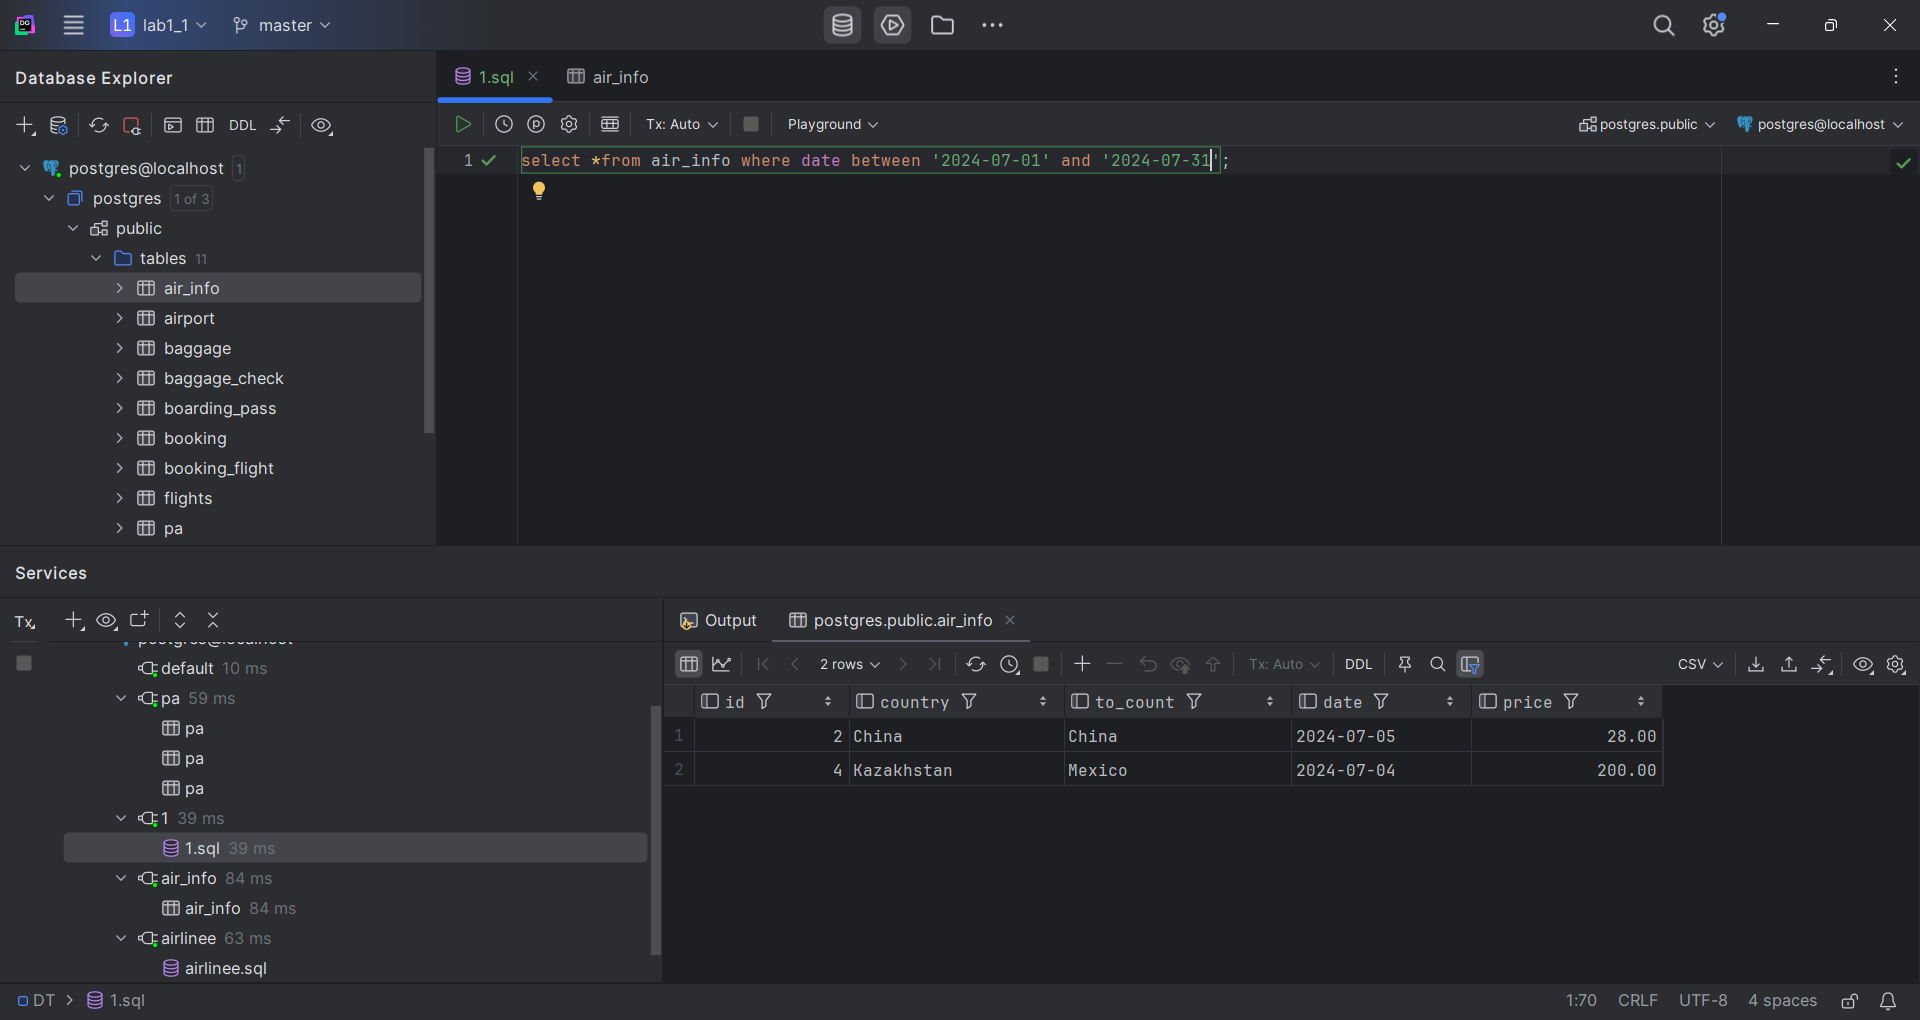 L1 lab1_1 master
Database Explorer
1.sql
air_info
DDL
Tx: Auto
Playground
postgres.public
postgres@localhost
postgres@localhost 1
postgres 1 of 3
public
tables 11
air_info
airport
baggage
baggage_check
boarding_pass
booking
booking_flight
flights
pa
1 select *from air_info where date between '2024-07-01' and '2024-07-31';
Services
Tx
default 10 ms
pa 59 ms
pa
pa
pa
1 39 ms
1.sql 39 ms
air_info 84 ms
air_info 84 ms
airlinee 63 ms
airlinee.sql
Output
postgres.public.air_info
2 rows
Tx: Auto
DDL
CSV
id country to_count date price
1 2 China China 2024-07-05 28.00
2 4 Kazakhstan Mexico 2024-07-04 200.00
DT > 1.sql
1:70 CRLF UTF-8 4 spaces